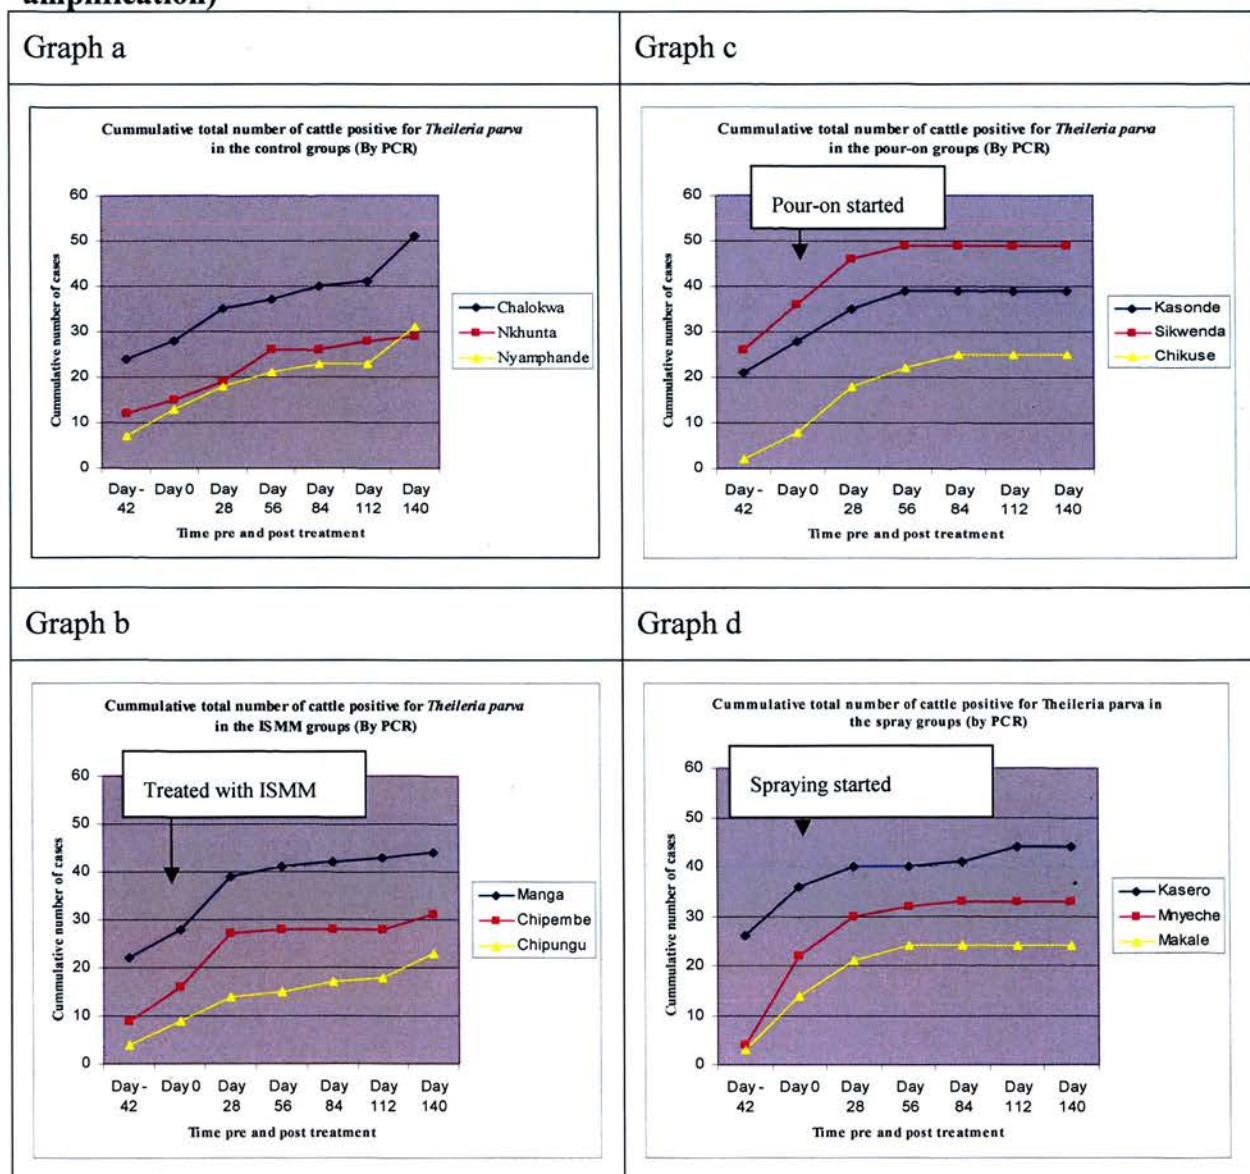 amplification)
Graph a
Cummulative total number of cattle positive for Theileria parva
in the control groups (By PCR)
Cummulative number of cases
60
50
40
30
20
10
0
Day -
42
Day 0
Day
28
Day
56
Day
84
Day
112
Day
140
Time pre and post treatment
Chalokwa
Nkhunta
Nyamphande
Graph c
Cummulative total number of cattle positive for Theileria parva
in the pour-on groups (By PCR)
Pour-on started
Cummulative number of cases
60
50
40
30
20
10
0
Day -
42
Day 0
Day
28
Day
56
Day
84
Day
112
Day
140
Time pre and post treatment
Kasonde
Sikwenda
Chikuse
Graph b
Cummulative total number of cattle positive for Theileria parva
in the ISMM groups (By PCR)
Treated with ISMM
Cummulative number of cases
60
50
40
30
20
10
0
Day -
42
Day 0
Day
28
Day
56
Day
84
Day
112
Day
140
Time pre and post treatment
Manga
Chipembe
Chipungu
Graph d
Cummulative total number of cattle positive for Theileria parva in
the spray groups (by PCR)
Spraying started
Cummulative number of cases
60
50
40
30
20
10
0
Day -
42
Day 0
Day
28
Day
56
Day
84
Day
112
Day
140
Time pre and post treatment
Kasero
Mnyeche
Makale